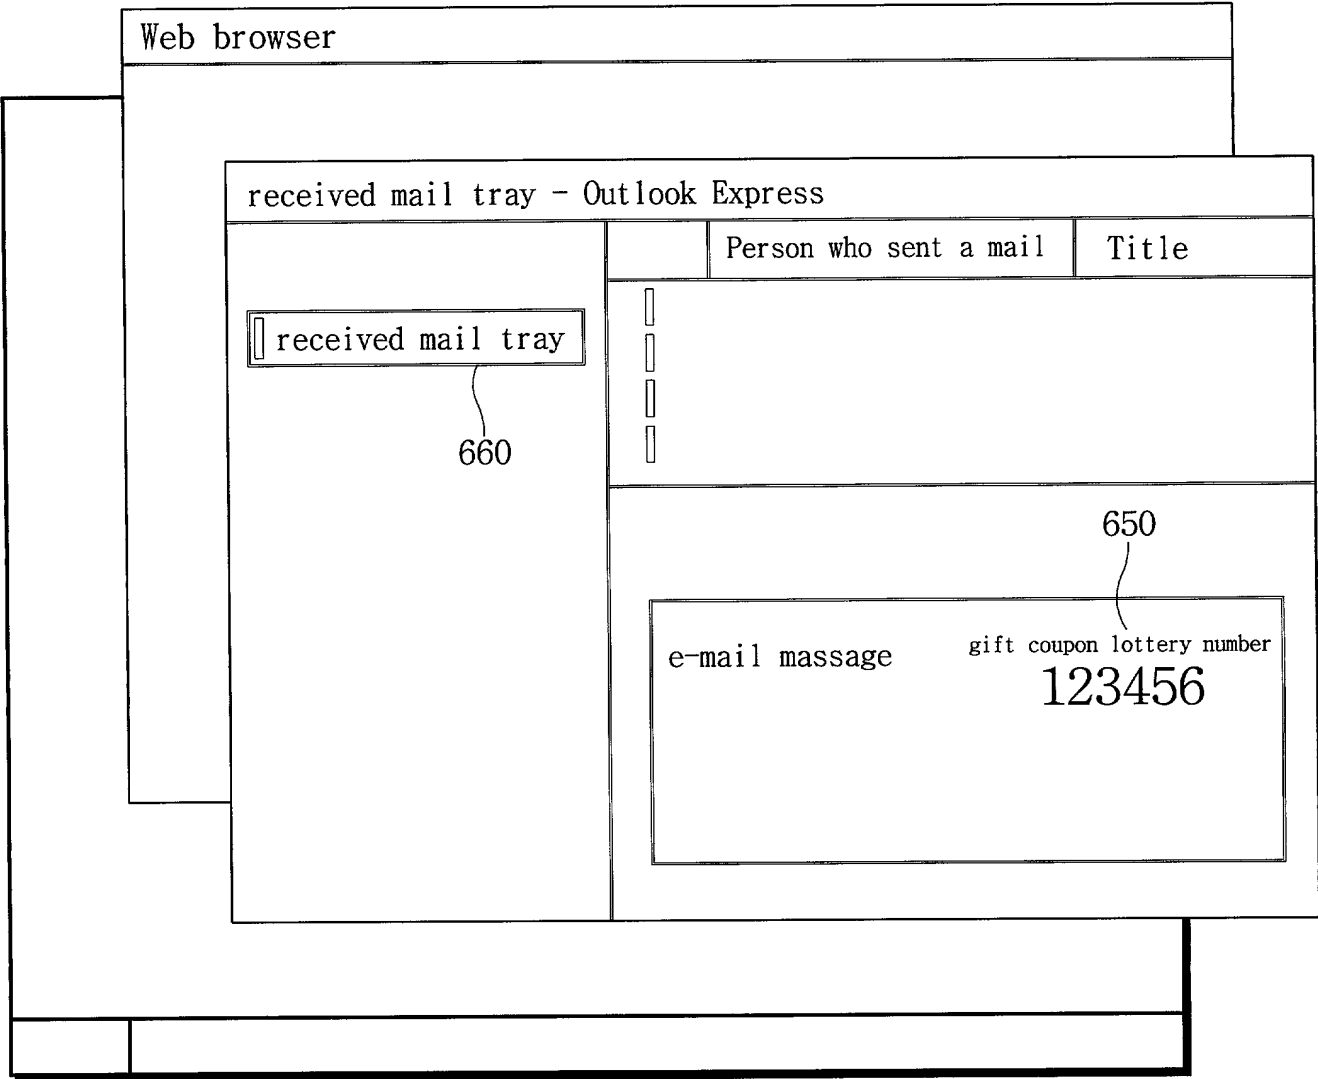 Web browser
received mail tray - Outlook Express
Person who sent a mail
Title
received mail tray
660
650
e-mail massage
gift coupon lottery number
123456